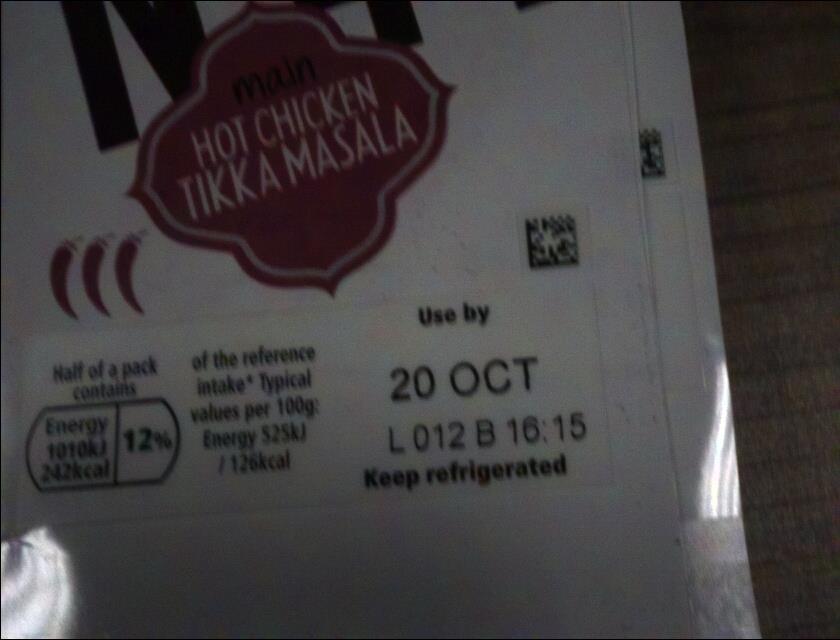 main
HOT CHICKEN
TIKKA MASALA
Use by
20 OCT
L 012 B 16:15
Keep refrigerated
Half of a pack
contains
Energy
1010kJ
242kcal
12%
of the reference
intake* Typical
values per 100g:
Energy 525kJ
/ 126kcal